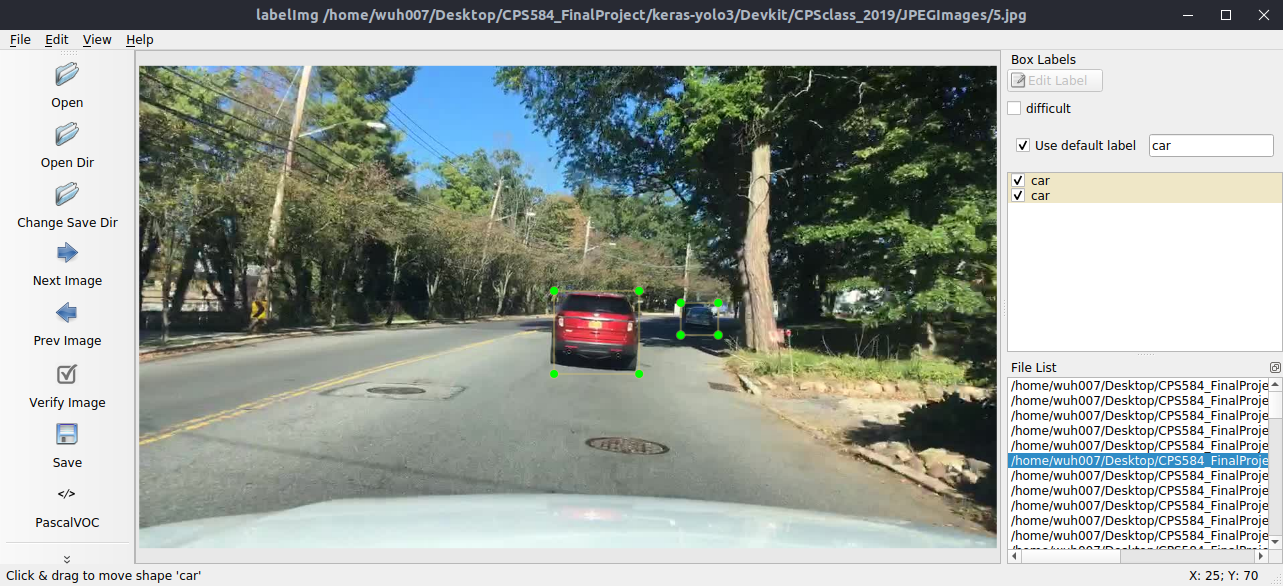 labelImg /home/wuh007/Desktop/CPS584_FinalProject/keras-yolo3/Devkit/CPSclass_2019/JPEGImages/5.jpg
File Edit View Help
Open
Open Dir
Change Save Dir
Next Image
Prev Image
Verify Image
Save
</>
PascalVOC
Box Labels
Edit Label
difficult
Use default label car
car
car
File List
/home/wuh007/Desktop/CPS584_FinalProje
/home/wuh007/Desktop/CPS584_FinalProje
/home/wuh007/Desktop/CPS584_FinalProje
/home/wuh007/Desktop/CPS584_FinalProje
/home/wuh007/Desktop/CPS584_FinalProje
/home/wuh007/Desktop/CPS584_FinalProje
/home/wuh007/Desktop/CPS584_FinalProje
/home/wuh007/Desktop/CPS584_FinalProje
/home/wuh007/Desktop/CPS584_FinalProje
/home/wuh007/Desktop/CPS584_FinalProje
/home/wuh007/Desktop/CPS584_FinalProje
Click & drag to move shape 'car'
X: 25; Y: 70